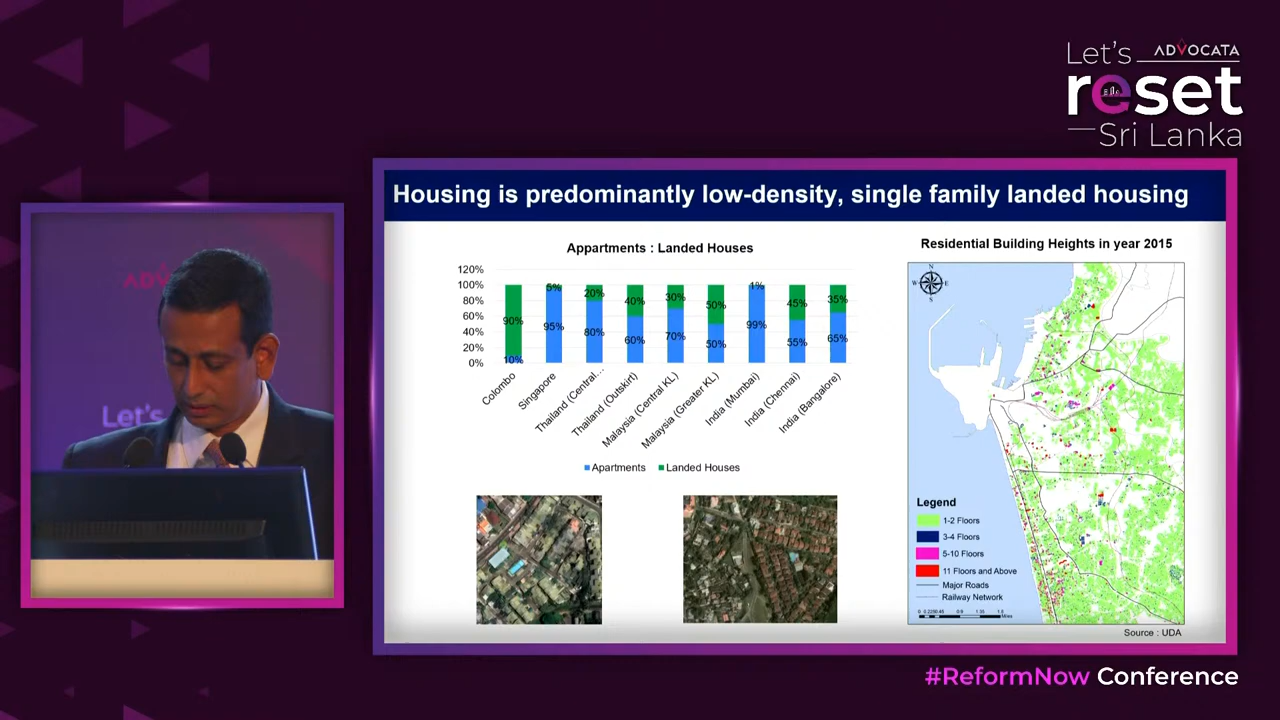 Let's
ADVOCATA
reset
Sri Lanka
ADV
Let's
Housing is predominantly low-density, single family landed housing
Appartments : Landed Houses
120%
100%
80%
60%
40%
20%
0%
90%
10%
5%
95%
20%
80%
40%
60%
30%
70%
50%
50%
1%
99%
45%
55%
35%
65%
Colombo
Singapore
Thailand (Central...
Thailand (Outskirt)
Malaysia (Central KL)
Malaysia (Greater KL)
India (Mumbai)
India (Chennai)
India (Bangalore)
Apartments
Landed Houses
Residential Building Heights in year 2015
N
W
E
S
Legend
1-2 Floors
3-4 Floors
5-10 Floors
11 Floors and Above
Major Roads
Railway Network
Miles
Source : UDA
#ReformNow Conference